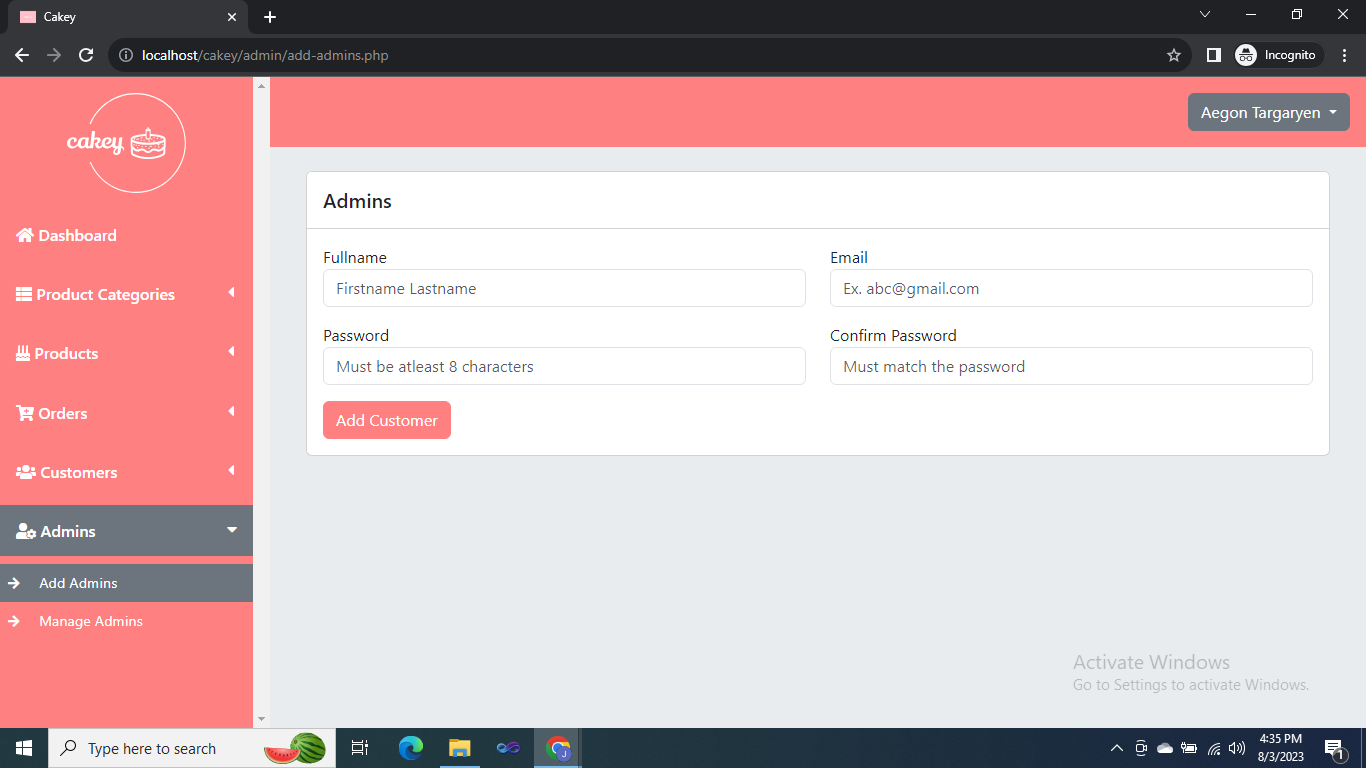 Cakey
localhost/cakey/admin/add-admins.php
Incognito
cakey
Aegon Targaryen
Dashboard
Product Categories
Products
Orders
Customers
Admins
Add Admins
Manage Admins
Admins
Fullname
Email
Firstname Lastname
Ex. abc@gmail.com
Password
Confirm Password
Must be atleast 8 characters
Must match the password
Add Customer
Activate Windows
Go to Settings to activate Windows.
Type here to search
J
4:35 PM
8/3/2023
1